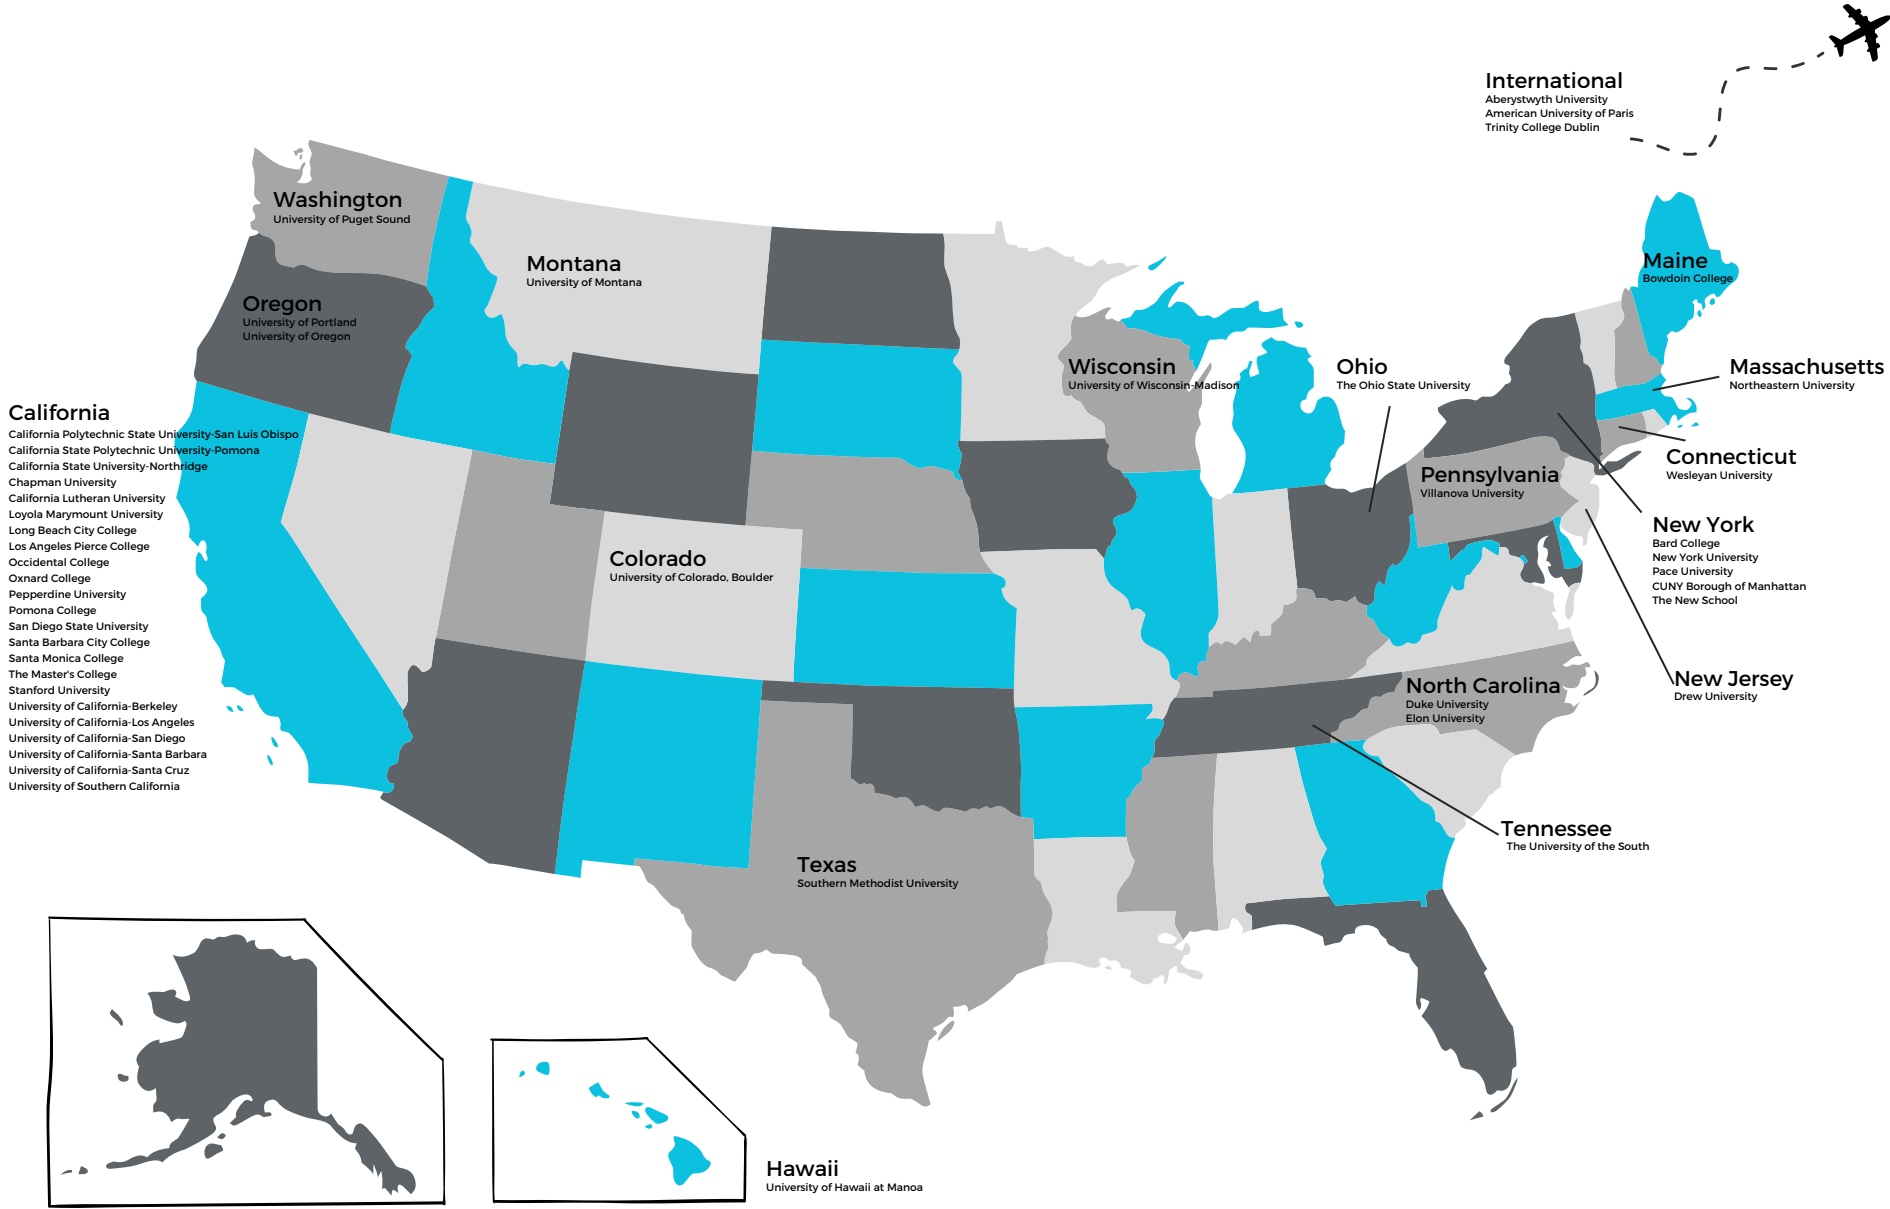 International
Aberystwyth University
American University of Paris
Trinity College Dublin
Washington
University of Puget Sound
Montana
University of Montana
Maine
Bowdoin College
Oregon
University of Portland
University of Oregon
Wisconsin
University of Wisconsin-Madison
Ohio
The Ohio State University
Massachusetts
Northeastern University
California
California Polytechnic State University-San Luis Obispo
California State Polytechnic University-Pomona
California State University-Northridge
Chapman University
California Lutheran University
Loyola Marymount University
Long Beach City College
Los Angeles Pierce College
Occidental College
Oxnard College
Pepperdine University
Pomona College
San Diego State University
Santa Barbara City College
Santa Monica College
The Master's College
Stanford University
University of California-Berkeley
University of California-Los Angeles
University of California-San Diego
University of California-Santa Barbara
University of California-Santa Cruz
University of Southern California
Connecticut
Wesleyan University
Pennsylvania
Villanova University
New York
Bard College
New York University
Pace University
CUNY Borough of Manhattan
The New School
Colorado
University of Colorado, Boulder
New Jersey
Drew University
North Carolina
Duke University
Elon University
Tennessee
The University of the South
Texas
Southern Methodist University
Hawaii
University of Hawaii at Manoa